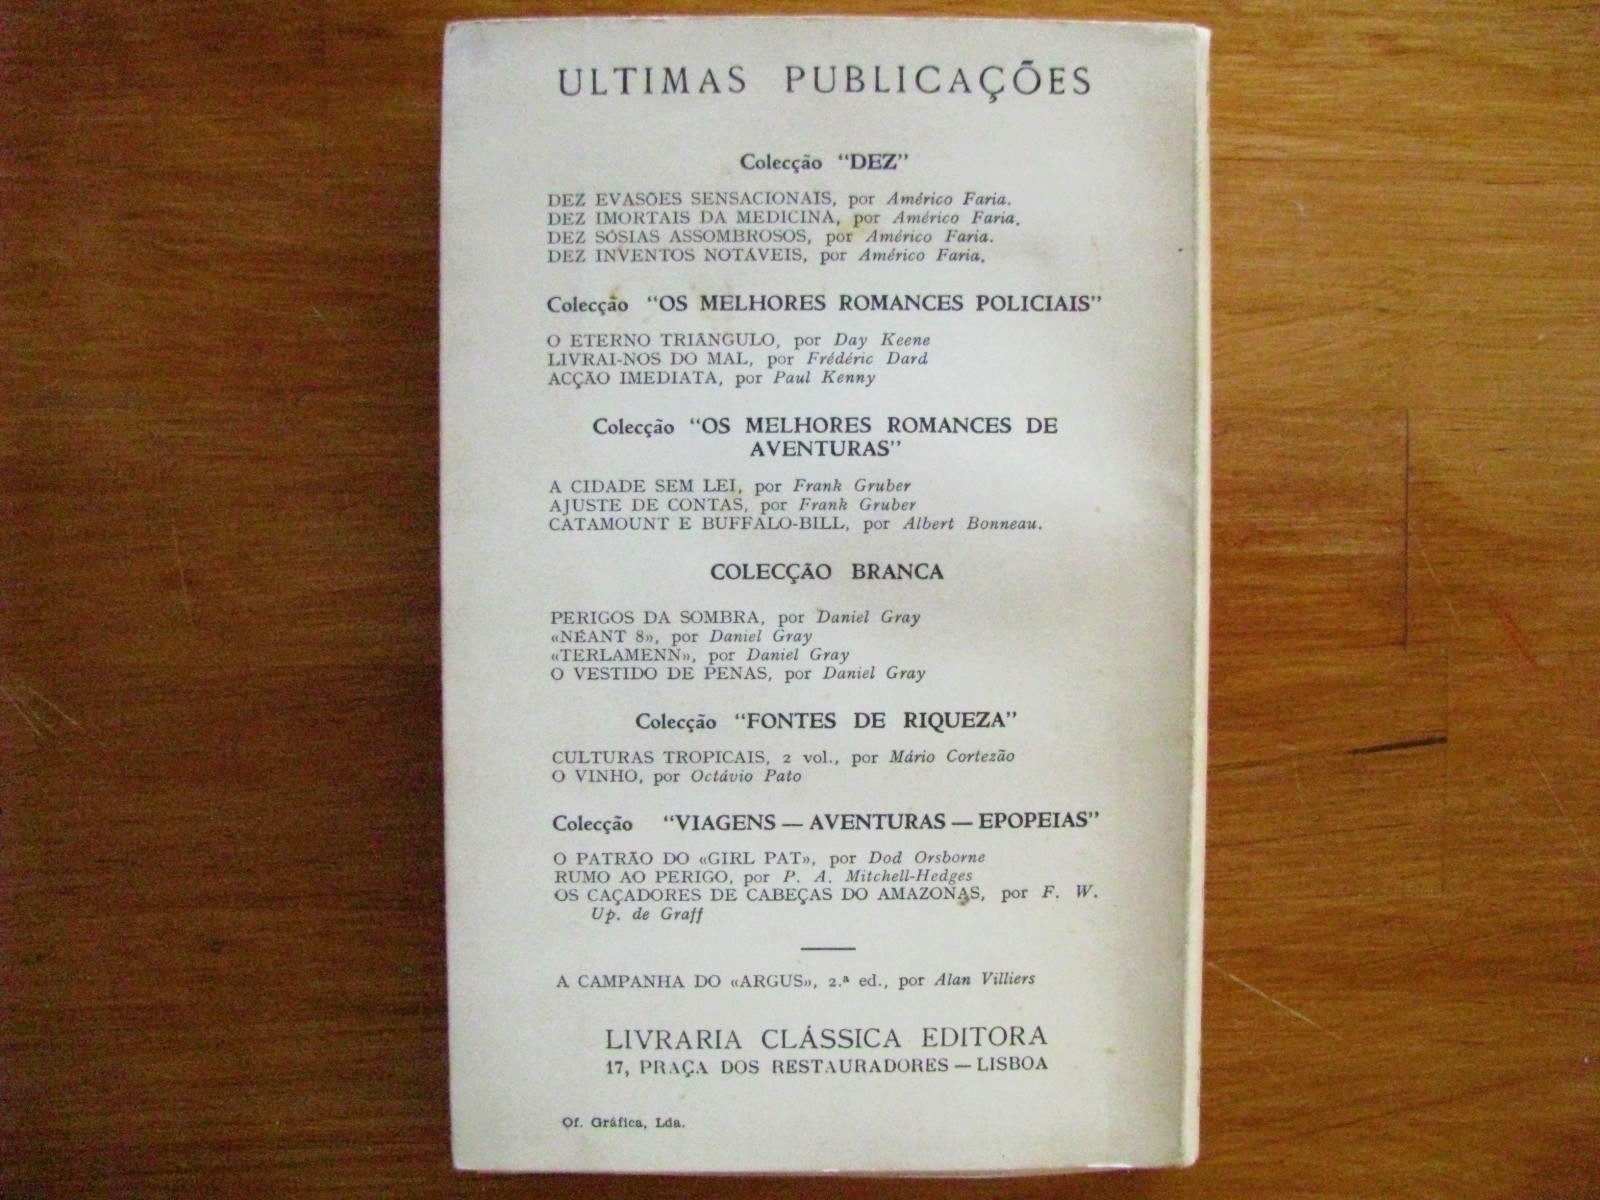 ULTIMAS PUBLICAÇÕES
Colecção "DEZ"
DEZ EVASÕES SENSACIONAIS, por Américo Faria.
DEZ IMORTAIS DA MEDICINA, por Américo Faria.
DEZ SÓSIAS ASSOMBROSOS, por Américo Faria.
DEZ INVENTOS NOTÁVEIS, por Américo Faria.
Colecção "OS MELHORES ROMANCES POLICIAIS"
O ETERNO TRIÂNGULO, por Day Keene
LIVRAI-NOS DO MAL, por Frédéric Dard
ACÇÃO IMEDIATA, por Paul Kenny
Colecção "OS MELHORES ROMANCES DE
AVENTURAS"
A CIDADE SEM LEI, por Frank Gruber
AJUSTE DE CONTAS, por Frank Gruber
CATAMOUNT E BUFFALO-BILL, por Albert Bonneau.
COLECÇÃO BRANCA
PERIGOS DA SOMBRA, por Daniel Gray
«NÉANT 8», por Daniel Gray
«TERLAMENN», por Daniel Gray
O VESTIDO DE PENAS, por Daniel Gray
Colecção "FONTES DE RIQUEZA"
CULTURAS TROPICAIS, 2 vol., por Mário Cortezão
O VINHO, por Octávio Pato
Colecção "VIAGENS — AVENTURAS — EPOPEIAS"
O PATRÃO DO «GIRL PAT», por Dod Orsborne
RUMO AO PERIGO, por P. A. Mitchell-Hedges
OS CAÇADORES DE CABEÇAS DO AMAZONAS, por F. W.
Up. de Graff
A CAMPANHA DO «ARGUS», 2.ª ed., por Alan Villiers
LIVRARIA CLÁSSICA EDITORA
17, PRAÇA DOS RESTAURADORES — LISBOA
Of. Gráfica, Lda.